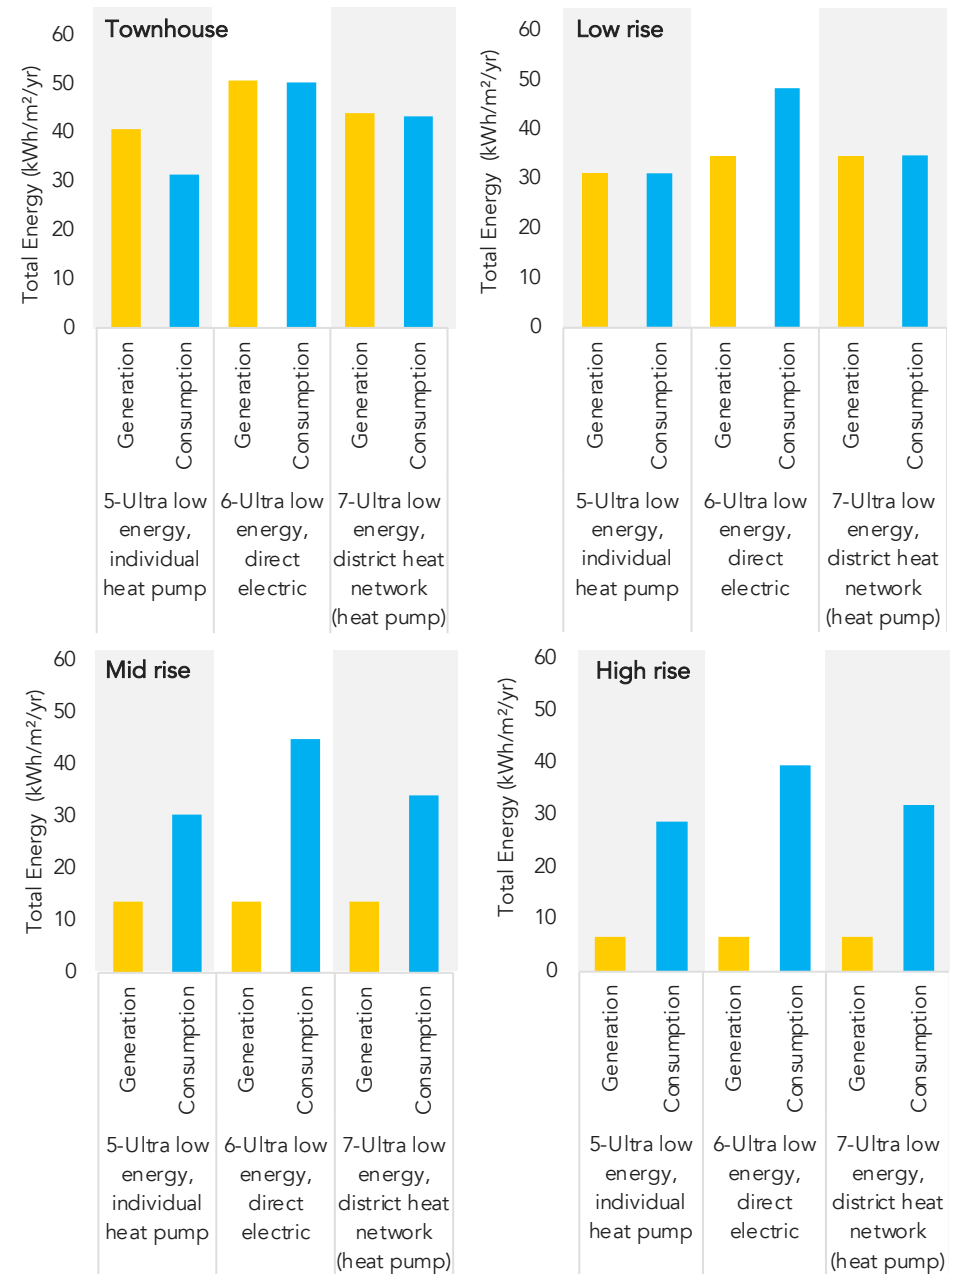 Townhouse
Total Energy (kWh/m²/yr)
60
50
40
30
20
10
0
Generation
Consumption
Generation
Consumption
Generation
Consumption
5-Ultra low
energy,
individual
heat pump
6-Ultra low
energy,
direct
electric
7-Ultra low
energy,
district heat
network
(heat pump)
Low rise
Total Energy (kWh/m²/yr)
60
50
40
30
20
10
0
Generation
Consumption
Generation
Consumption
Generation
Consumption
5-Ultra low
energy,
individual
heat pump
6-Ultra low
energy,
direct
electric
7-Ultra low
energy,
district heat
network
(heat pump)
Mid rise
Total Energy (kWh/m²/yr)
60
50
40
30
20
10
0
Generation
Consumption
Generation
Consumption
Generation
Consumption
5-Ultra low
energy,
individual
heat pump
6-Ultra low
energy,
direct
electric
7-Ultra low
energy,
district heat
network
(heat pump)
High rise
Total Energy (kWh/m²/yr)
60
50
40
30
20
10
0
Generation
Consumption
Generation
Consumption
Generation
Consumption
5-Ultra low
energy,
individual
heat pump
6-Ultra low
energy,
direct
electric
7-Ultra low
energy,
district heat
network
(heat pump)